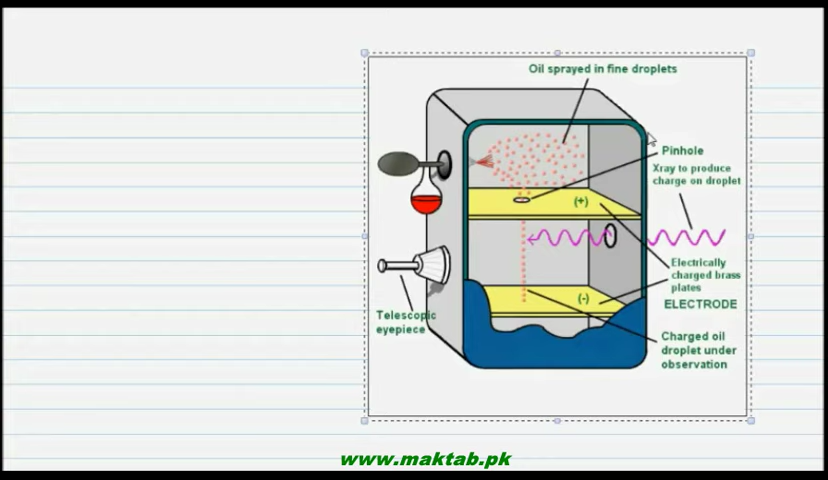 Oil sprayed in fine droplets
Pinhole
Xray to produce
charge on droplet
(+)
Electrically
charged brass
plates
(-)
ELECTRODE
Telescopic
eyepiece
Charged oil
droplet under
observation
www.maktab.pk